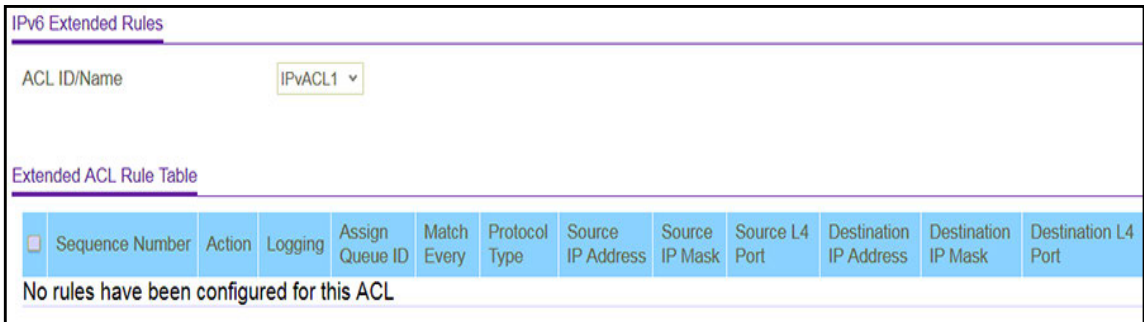 IPv6 Extended Rules
ACL ID/Name IPvACL1
Extended ACL Rule Table
Sequence Number Action Logging Assign Queue ID Match Every Protocol Type Source IP Address Source IP Mask Source L4 Port Destination IP Address Destination IP Mask Destination L4 Port
No rules have been configured for this ACL